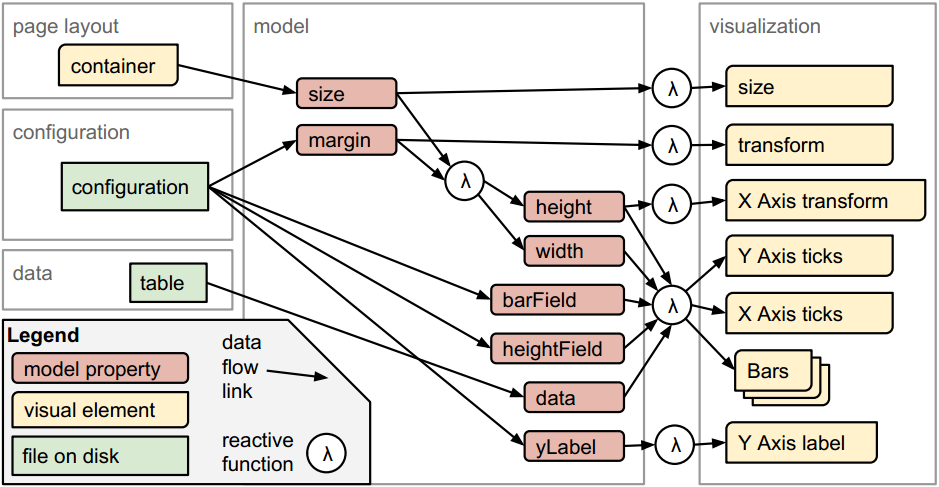 page layout
container
configuration
configuration
data
table
model
size
margin
λ
height
width
barField
heightField
data
yLabel
λ
λ
λ
λ
λ
visualization
size
transform
X Axis transform
Y Axis ticks
X Axis ticks
Bars
Y Axis label
Legend
model property
visual element
file on disk
data
flow
link
reactive
function
λ